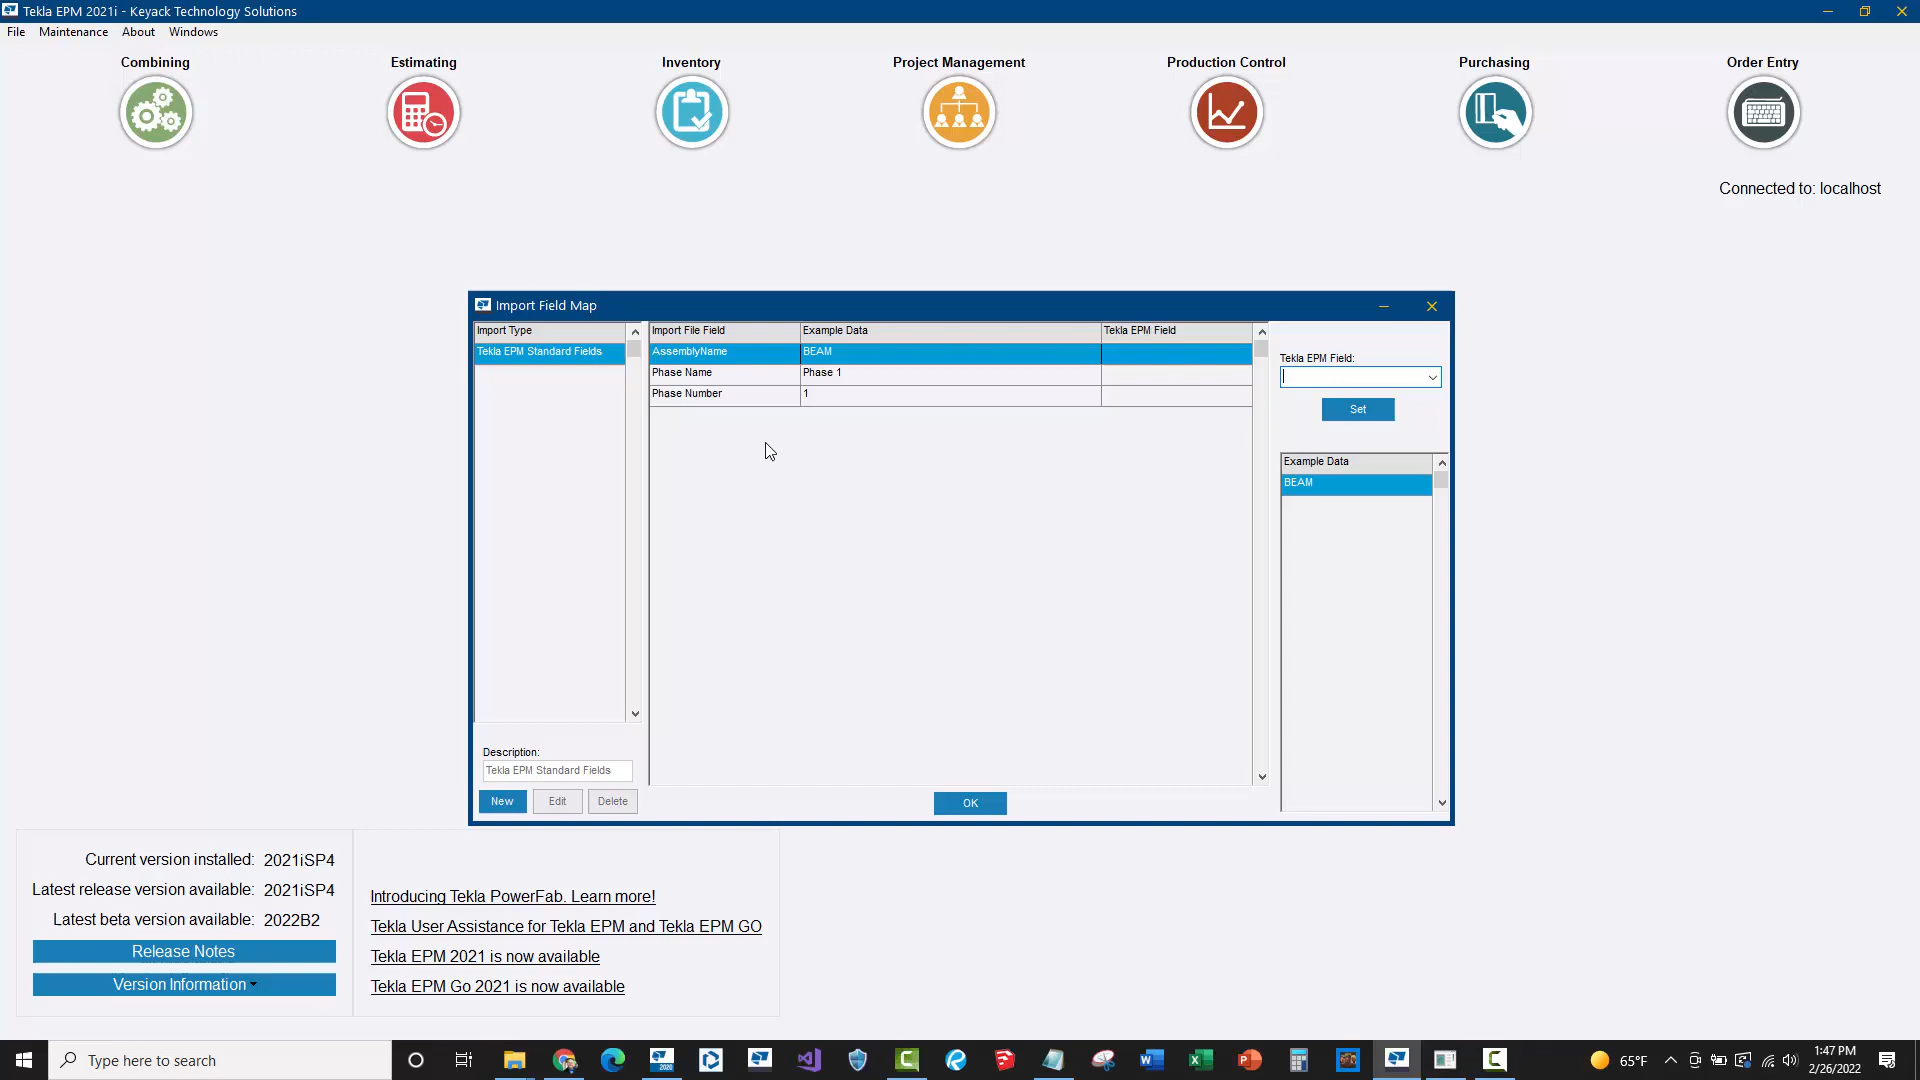 Tekla EPM 2021i - Keyack Technology Solutions
File Maintenance About Windows
Combining Estimating Inventory Project Management Production Control Purchasing Order Entry
Connected to: localhost
Import Field Map
Import Type
Tekla EPM Standard Fields
Import File Field Example Data Tekla EPM Field
AssemblyName BEAM
Phase Name Phase 1
Phase Number 1
Tekla EPM Field:
Set
Example Data
BEAM
Description:
Tekla EPM Standard Fields
New Edit Delete
OK
Current version installed: 2021iSP4
Latest release version available: 2021iSP4
Latest beta version available: 2022B2
Release Notes
Version Information
Introducing Tekla PowerFab. Learn more!
Tekla User Assistance for Tekla EPM and Tekla EPM GO
Tekla EPM 2021 is now available
Tekla EPM Go 2021 is now available
Type here to search
2020
65°F
1:47 PM
2/26/2022